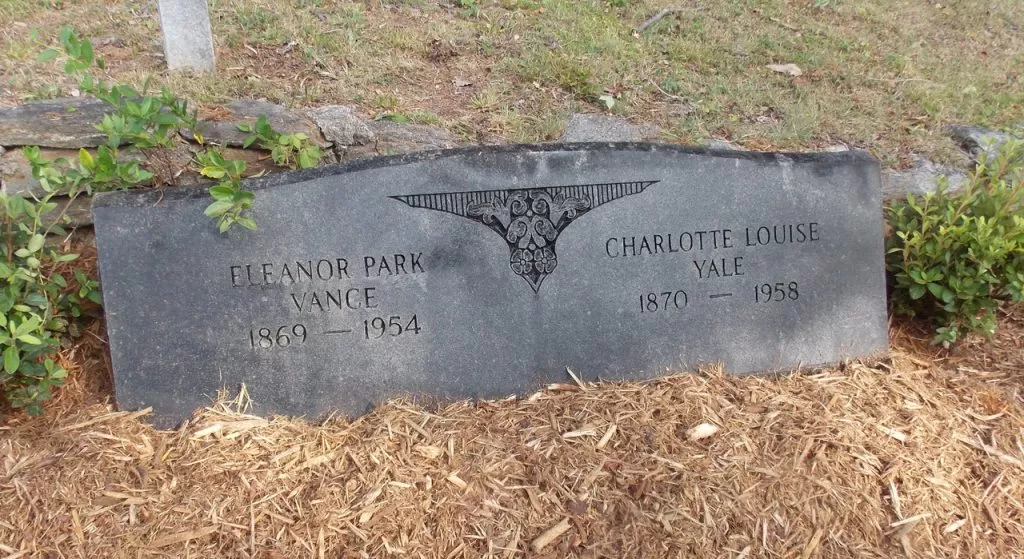 ELEANOR PARK
VANCE
1869 — 1954
CHARLOTTE LOUISE
YALE
1870 — 1958